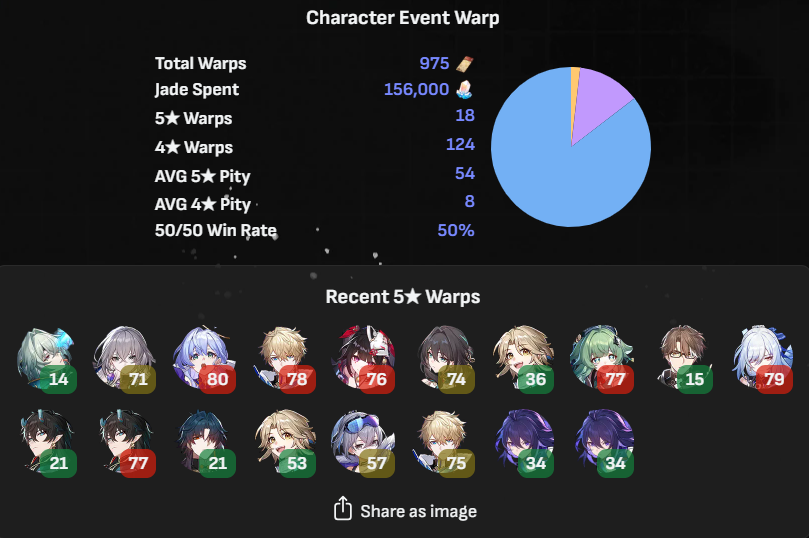 Character Event Warp
Total Warps 975
Jade Spent 156,000
5★ Warps 18
4★ Warps 124
AVG 5★ Pity 54
AVG 4★ Pity 8
50/50 Win Rate 50%
Recent 5★ Warps
14 71 80 78 76 74 36 77 15 79
21 77 21 53 57 75 34 34
Share as image